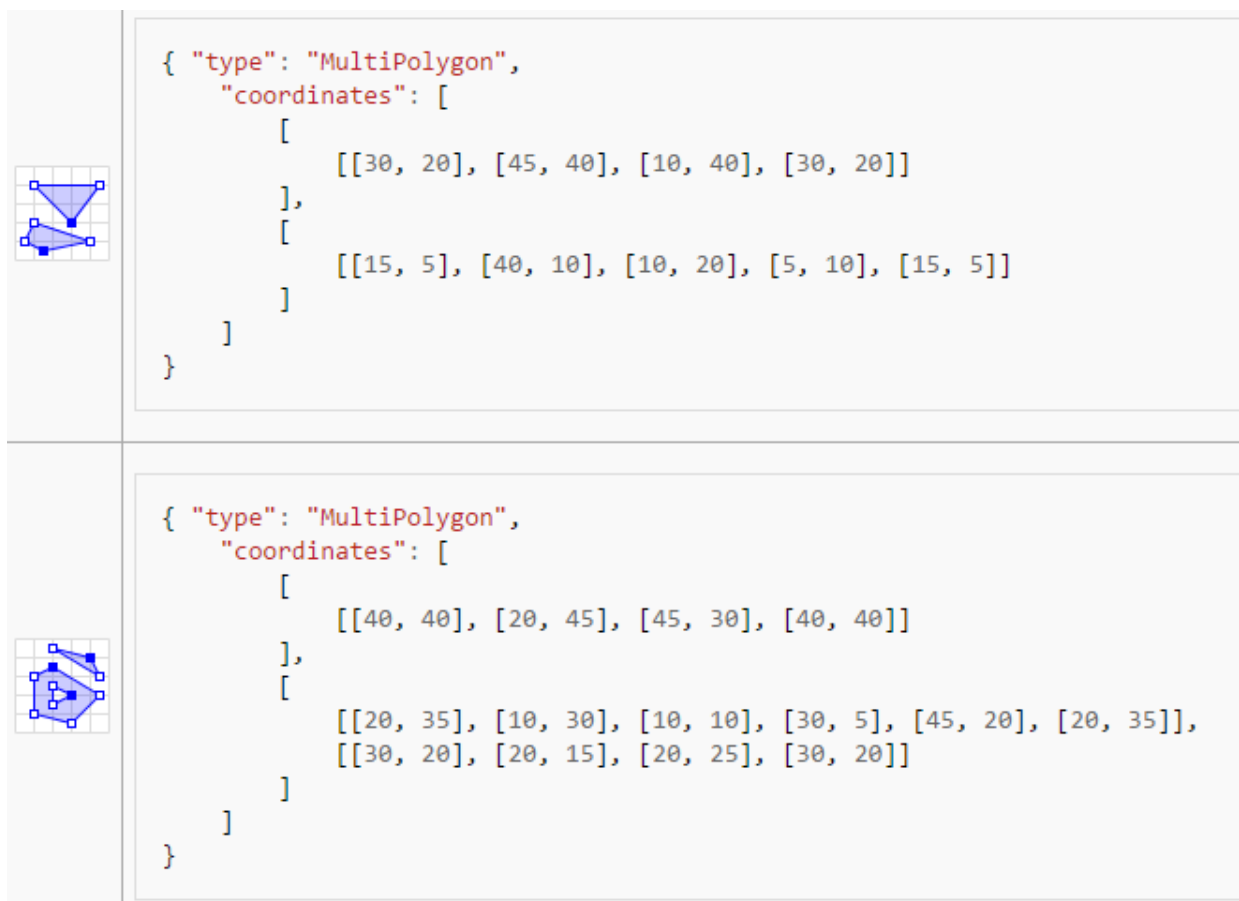 { "type": "MultiPolygon",
    "coordinates": [
        [
            [[30, 20], [45, 40], [10, 40], [30, 20]]
        ],
        [
            [[15, 5], [40, 10], [10, 20], [5, 10], [15, 5]]
        ]
    ]
}
{ "type": "MultiPolygon",
    "coordinates": [
        [
            [[40, 40], [20, 45], [45, 30], [40, 40]]
        ],
        [
            [[20, 35], [10, 30], [10, 10], [30, 5], [45, 20], [20, 35]],
            [[30, 20], [20, 15], [20, 25], [30, 20]]
        ]
    ]
}